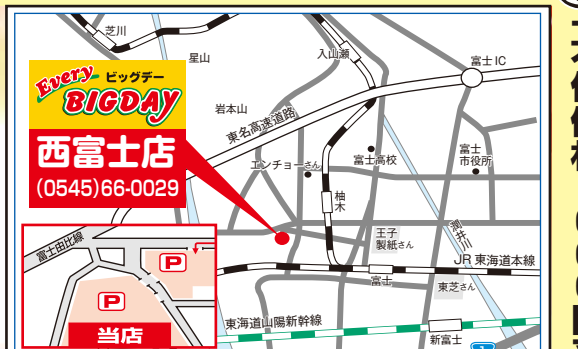 芝川
星山
入山瀬
富士IC
Every ビッグデー
BIGDAY
岩本山
東名高速道路
西富士店
(0545)66-0029
エンチョーさん
富士高校
富士
市役所
柚木
富士由比線
P
P
当店
王子
製紙さん
潤井川
JR東海道本線
富士
東芝さん
東海道山陽新幹線
新富士
1